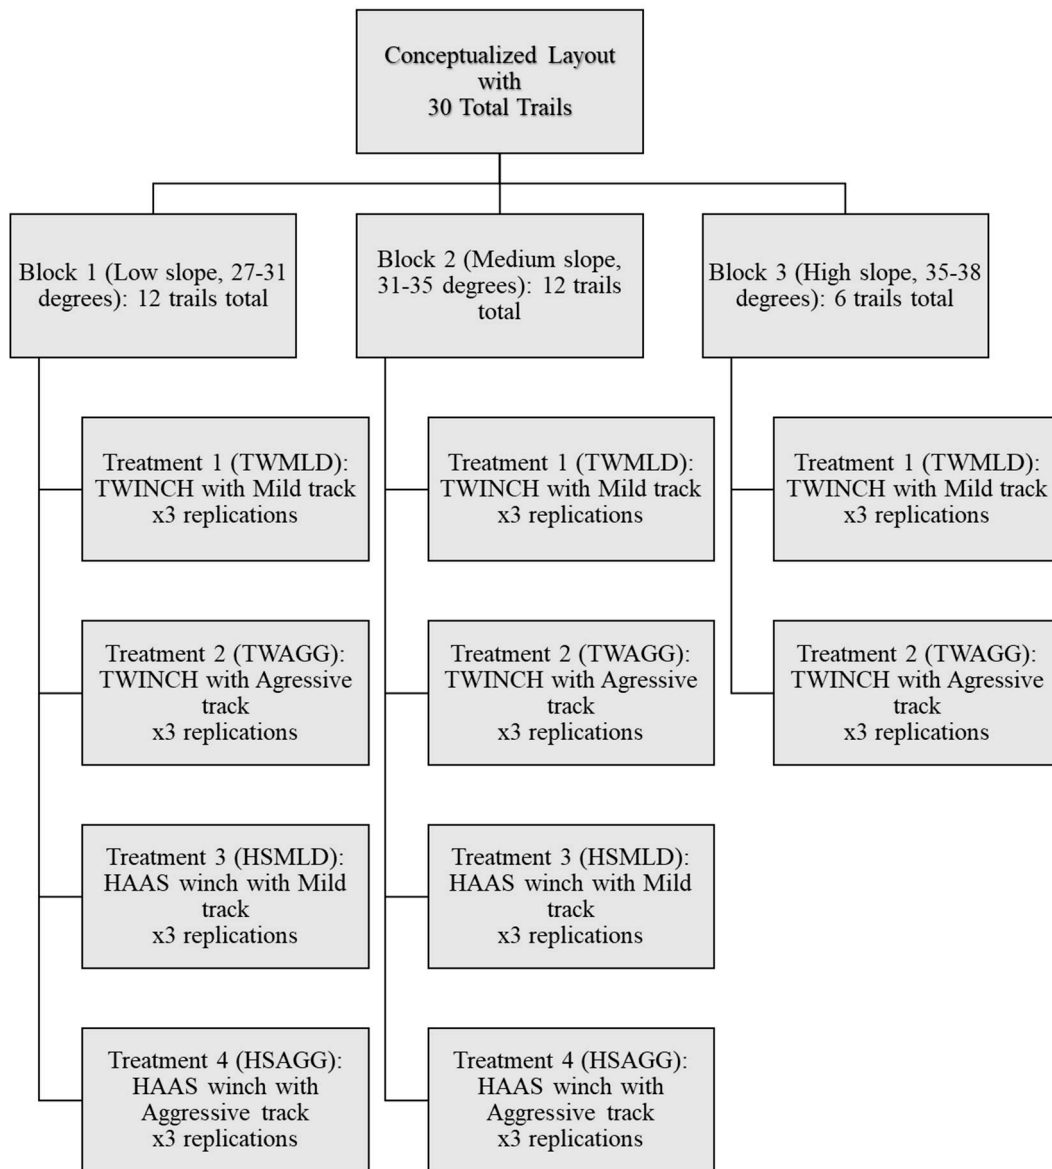 Conceptualized Layout
with
30 Total Trails
Block 1 (Low slope, 27-31
degrees): 12 trails total
Block 2 (Medium slope,
31-35 degrees): 12 trails
total
Block 3 (High slope, 35-38
degrees): 6 trails total
Treatment 1 (TWMLD):
TWINCH with Mild track
x3 replications
Treatment 1 (TWMLD):
TWINCH with Mild track
x3 replications
Treatment 1 (TWMLD):
TWINCH with Mild track
x3 replications
Treatment 2 (TWAGG):
TWINCH with Agressive
track
x3 replications
Treatment 2 (TWAGG):
TWINCH with Agressive
track
x3 replications
Treatment 2 (TWAGG):
TWINCH with Agressive
track
x3 replications
Treatment 3 (HSMLD):
HAAS winch with Mild
track
x3 replications
Treatment 3 (HSMLD):
HAAS winch with Mild
track
x3 replications
Treatment 4 (HSAGG):
HAAS winch with
Aggressive track
x3 replications
Treatment 4 (HSAGG):
HAAS winch with
Aggressive track
x3 replications